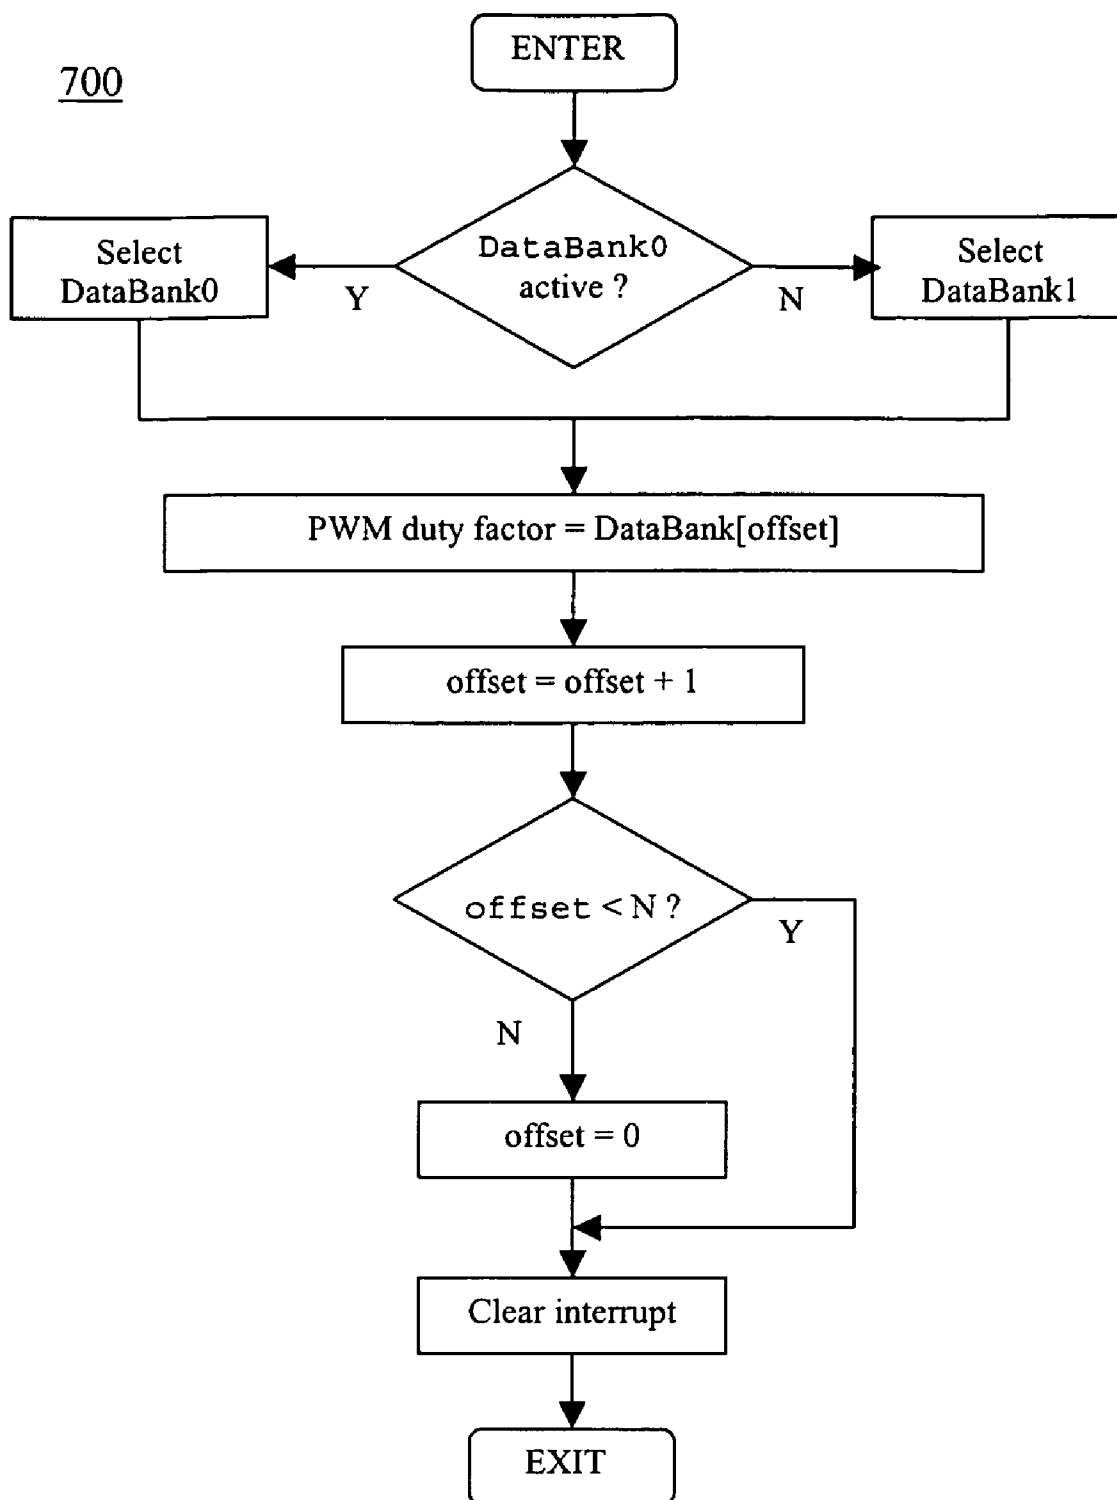 ENTER
700
DataBank0
active ?
Select
DataBank0
Y
N
Select
DataBank1
PWM duty factor = DataBank[offset]
offset = offset + 1
offset < N ?
Y
N
offset = 0
Clear interrupt
EXIT